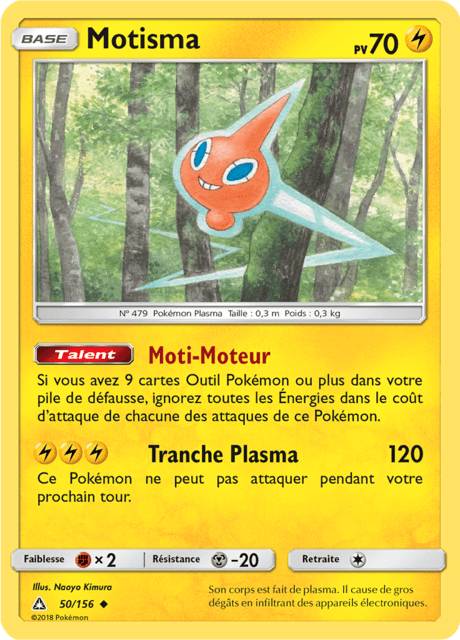 BASE Motisma PV70
N° 479 Pokémon Plasma Taille : 0,3 m Poids : 0,3 kg
Talent Moti-Moteur
Si vous avez 9 cartes Outil Pokémon ou plus dans votre
pile de défausse, ignorez toutes les Énergies dans le coût
d'attaque de chacune des attaques de ce Pokémon.
Tranche Plasma 120
Ce Pokémon ne peut pas attaquer pendant votre
prochain tour.
Faiblesse ×2 Résistance -20 Retraite
Illus. Naoyo Kimura
50/156
©2018 Pokémon
Son corps est fait de plasma. Il cause de gros
dégâts en infiltrant des appareils électroniques.